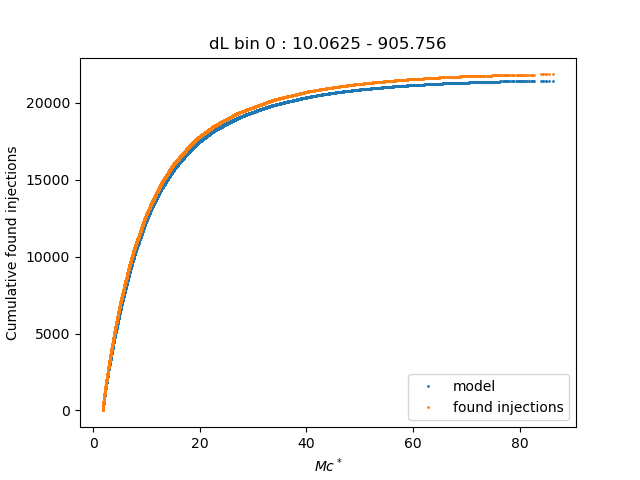 dL bin 0 : 10.0625 - 905.756
Cumulative found injections
20000
15000
10000
5000
0
0 20 40 60 80
Mc*
model
found injections